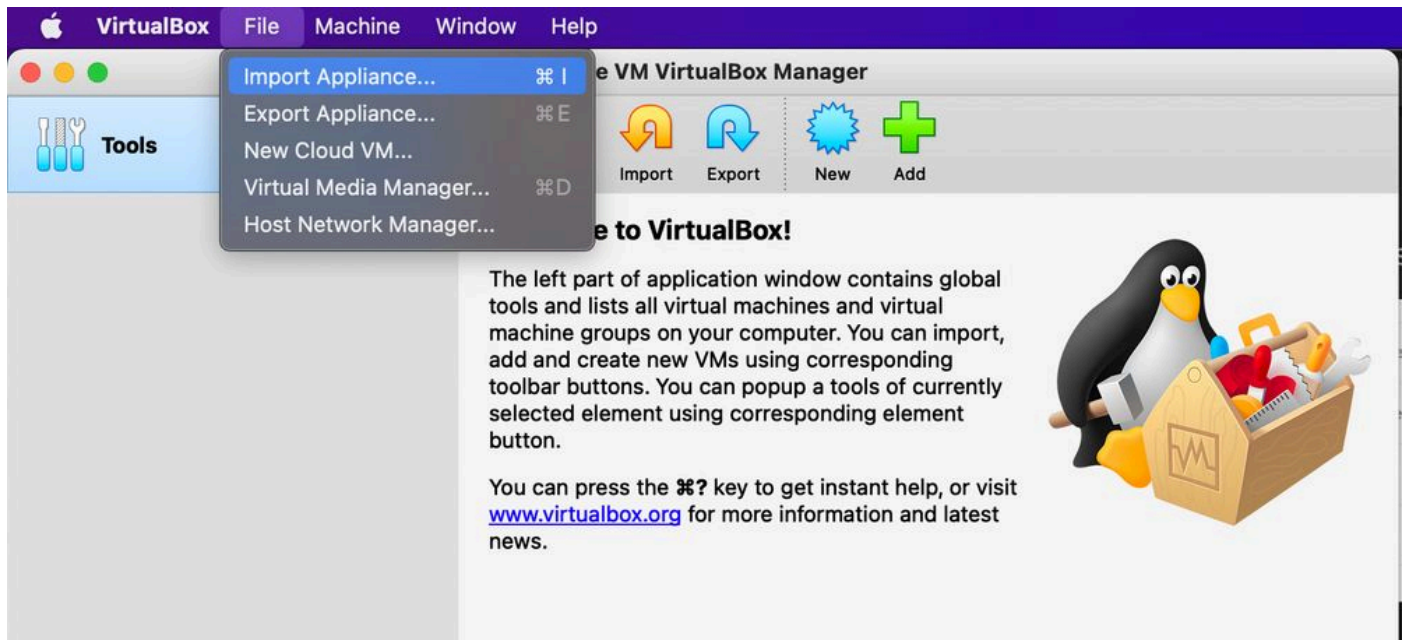 VirtualBox File Machine Window Help
Import Appliance... ⌘ I
Export Appliance... ⌘ E
New Cloud VM...
Virtual Media Manager... ⌘ D
Host Network Manager...
VM VirtualBox Manager
Tools
Import Export New Add
to VirtualBox!
The left part of application window contains global
tools and lists all virtual machines and virtual
machine groups on your computer. You can import,
add and create new VMs using corresponding
toolbar buttons. You can popup a tools of currently
selected element using corresponding element
button.
You can press the ⌘? key to get instant help, or visit
www.virtualbox.org for more information and latest
news.